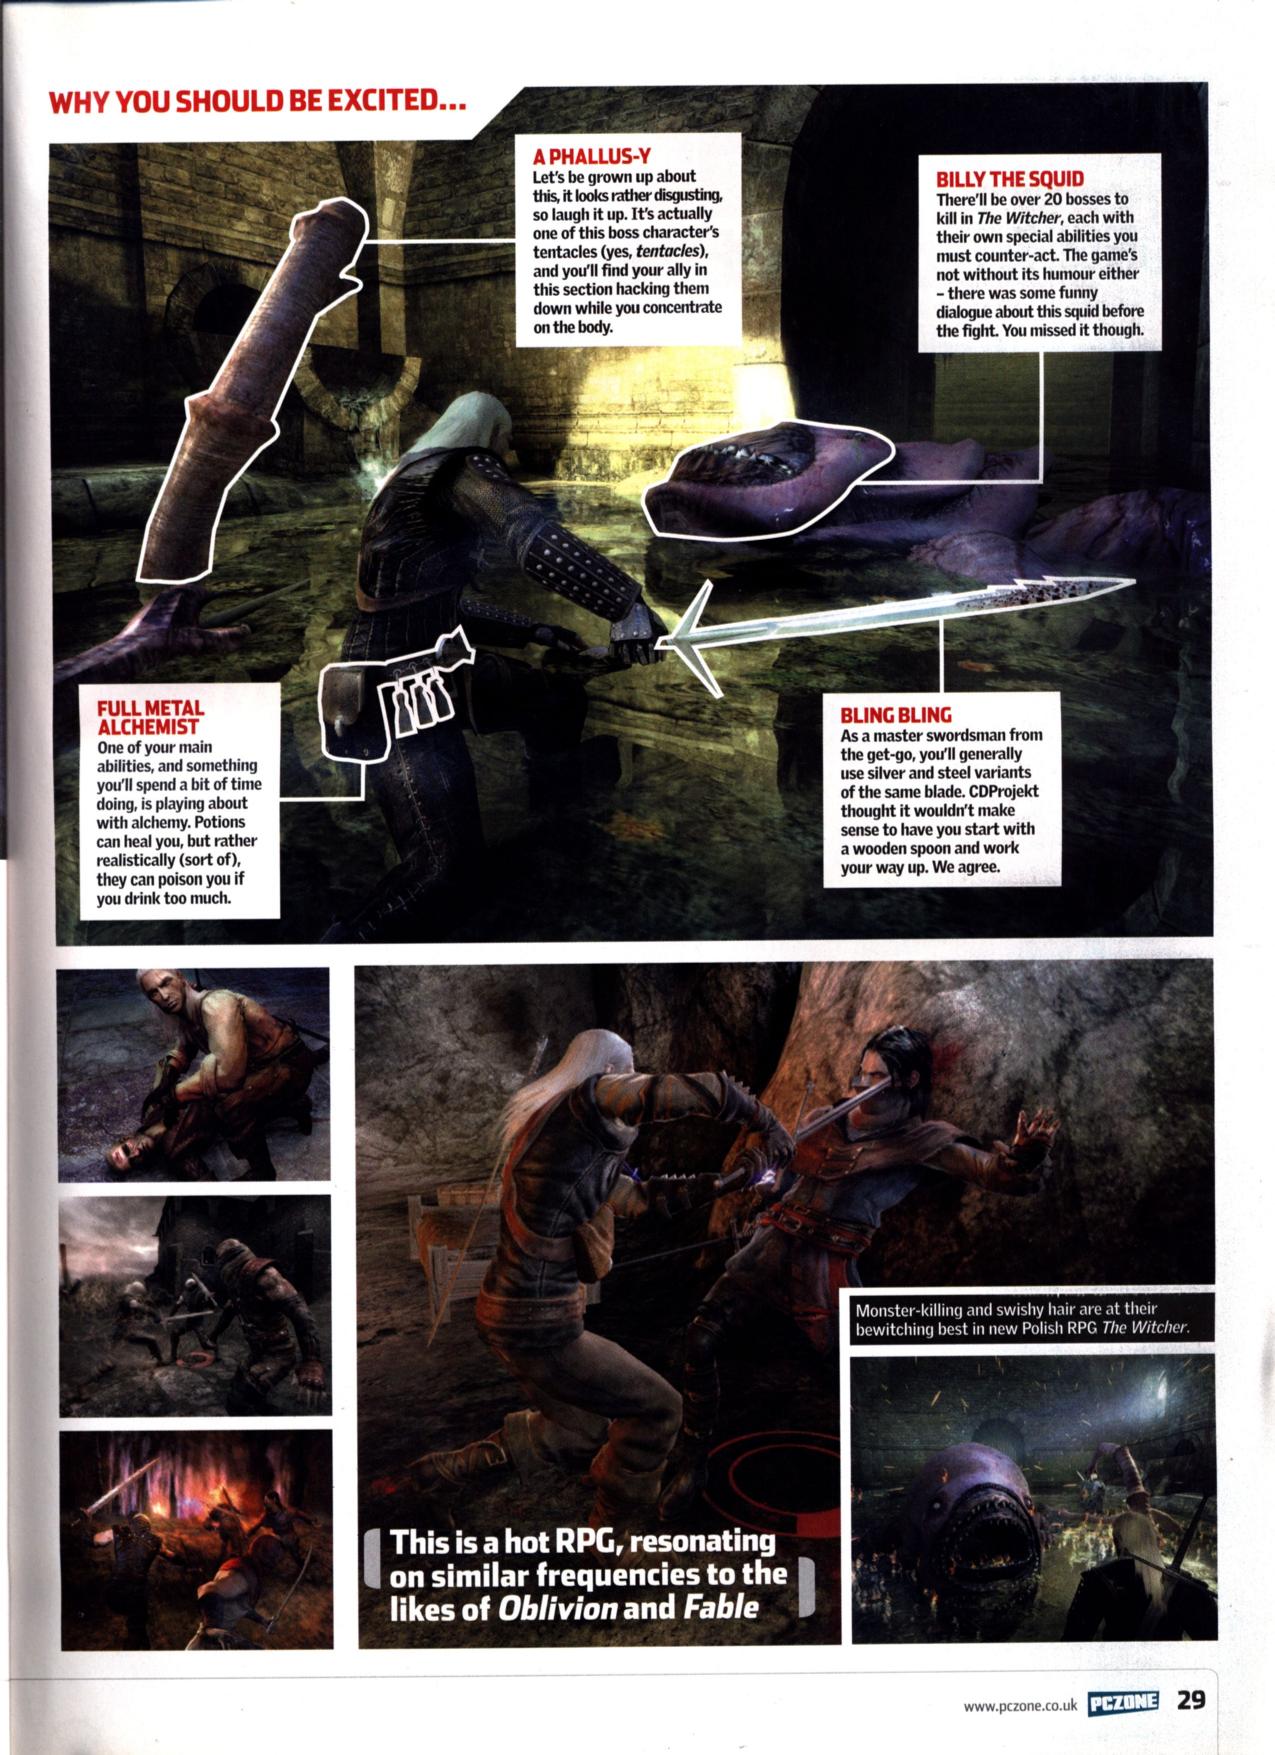 WHY YOU SHOULD BE EXCITED...
A PHALLUS-Y
Let's be grown up about
this, it looks rather disgusting,
so laugh it up. It's actually
one of this boss character's
tentacles (yes, tentacles),
and you'll find your ally in
this section hacking them
down while you concentrate
on the body.
BILLY THE SQUID
There'll be over 20 bosses to
kill in The Witcher, each with
their own special abilities you
must counter-act. The game's
not without its humour either
– there was some funny
dialogue about this squid before
the fight. You missed it though.
FULL METAL
ALCHEMIST
One of your main
abilities, and something
you'll spend a bit of time
doing, is playing about
with alchemy. Potions
can heal you, but rather
realistically (sort of),
they can poison you if
you drink too much.
BLING BLING
As a master swordsman from
the get-go, you'll generally
use silver and steel variants
of the same blade. CDProjekt
thought it wouldn't make
sense to have you start with
a wooden spoon and work
your way up. We agree.
Monster-killing and swishy hair are at their
bewitching best in new Polish RPG The Witcher.
This is a hot RPG, resonating
on similar frequencies to the
likes of Oblivion and Fable
www.pczone.co.uk PCZONE 29